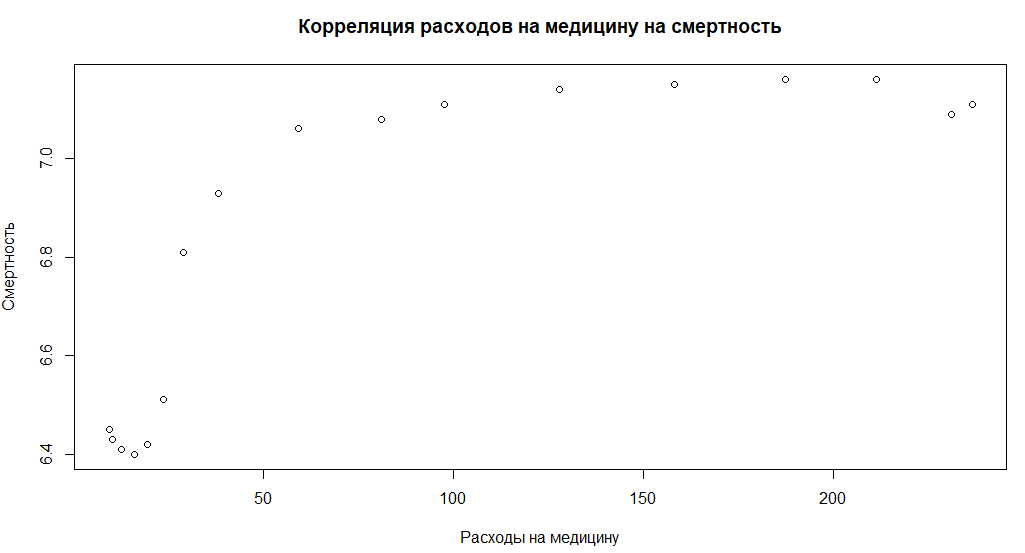 Корреляция расходов на медицину на смертность
Смертность
7.0
6.8
6.6
6.4
50 100 150 200
Расходы на медицину